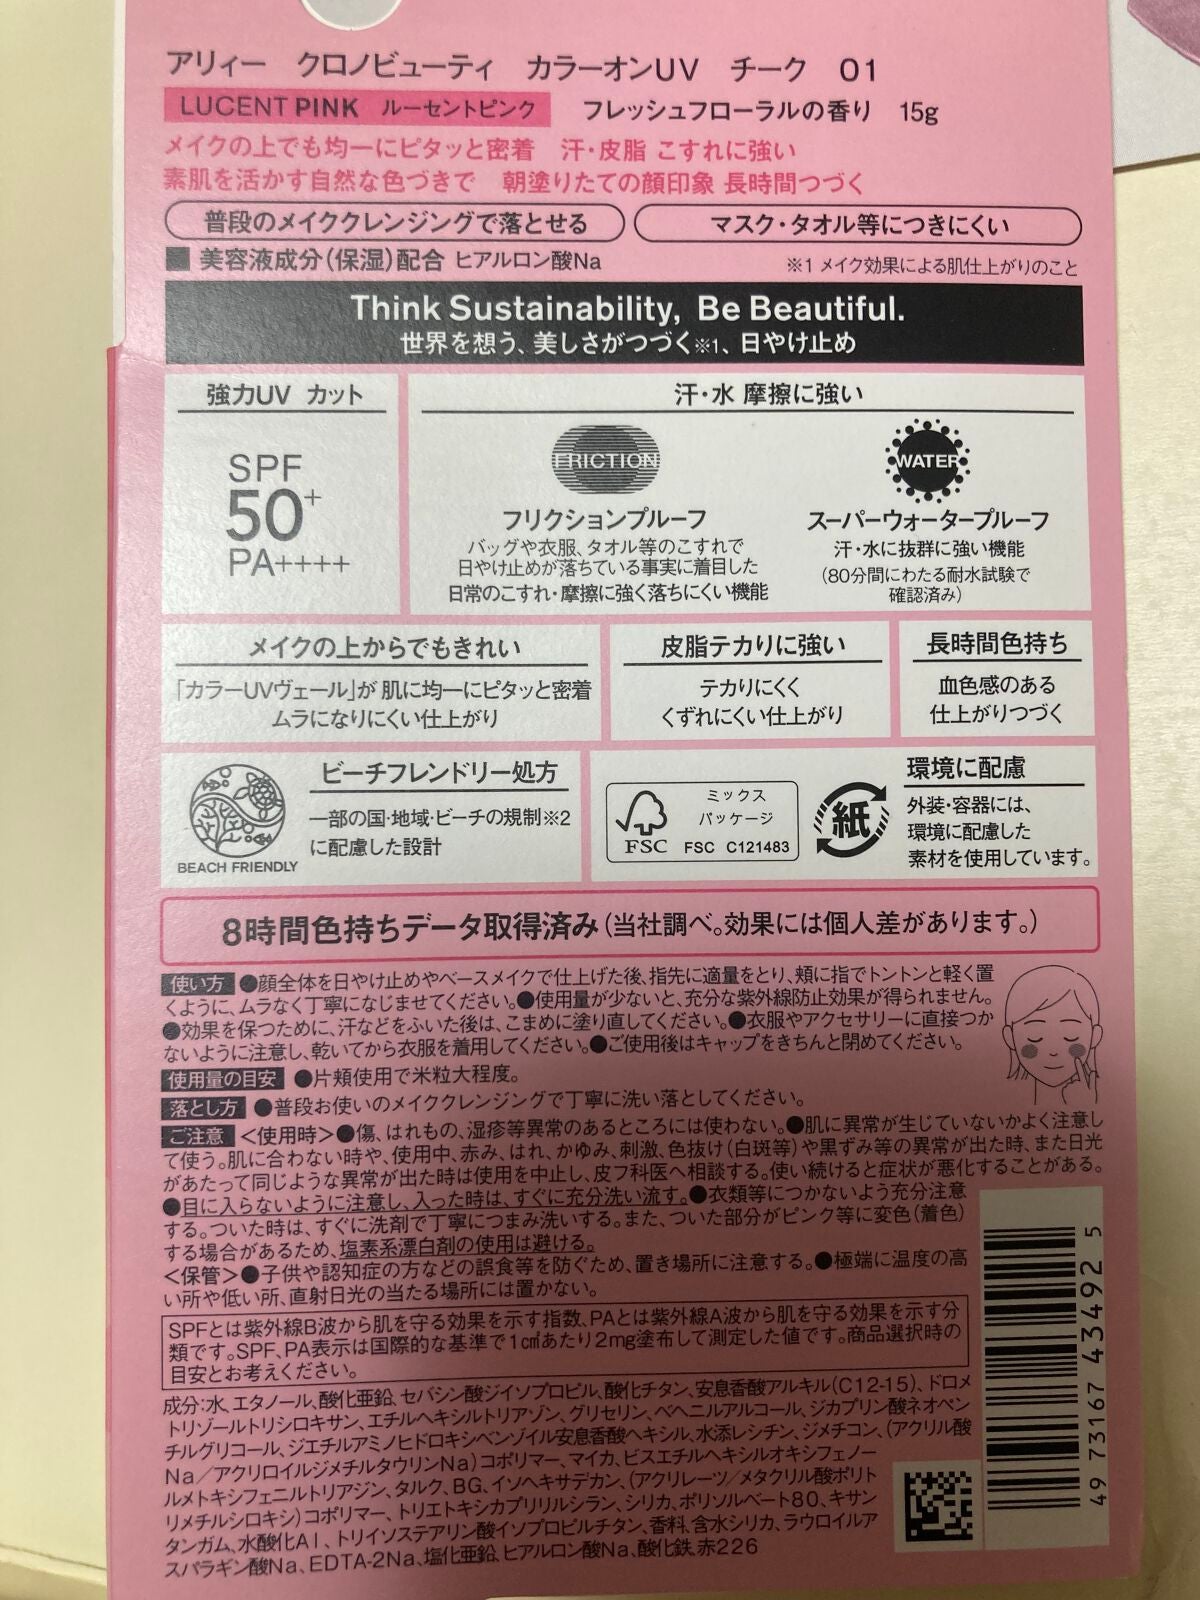 アリィー クロノビューティ カラーオンUV チーク 01
LUCENT PINK ルーセントピンク フレッシュフローラルの香り 15g
メイクの上でも均一にピタッと密着 汗・皮脂 こすれに強い
素肌を活かす自然な色づきで 朝塗りたての顔印象 長時間つづく
普段のメイククレンジングで落とせる マスク・タオル等につきにくい
■ 美容液成分(保湿)配合 ヒアルロン酸Na ※1 メイク効果による肌仕上がりのこと
Think Sustainability, Be Beautiful.
世界を想う、美しさがつづく※1、日やけ止め
強力UV カット
SPF
50+
PA++++
汗・水 摩擦に強い
FRICTION
フリクションプルーフ
バッグや衣服、タオル等のこすれで
日やけ止めが落ちている事実に着目した
日常のこすれ・摩擦に強く落ちにくい機能
WATER
スーパーウォータープルーフ
汗・水に抜群に強い機能
(80分間にわたる耐水試験で
確認済み)
メイクの上からでもきれい
「カラーUVヴェール」が 肌に均一にピタッと密着
ムラになりにくい仕上がり
皮脂テカりに強い
テカりにくく
くずれにくい仕上がり
長時間色持ち
血色感のある
仕上がりつづく
BEACH FRIENDLY
ビーチフレンドリー処方
一部の国・地域・ビーチの規制※2
に配慮した設計
FSC
ミックス
パッケージ
FSC C121483
紙
環境に配慮
外装・容器には、
環境に配慮した
素材を使用しています。
8時間色持ちデータ取得済み(当社調べ。効果には個人差があります。)
使い方 ●顔全体を日やけ止めやベースメイクで仕上げた後、指先に適量をとり、頬に指でトントンと軽く置
くように、ムラなく丁寧になじませてください。●使用量が少ないと、充分な紫外線防止効果が得られません。
●効果を保つために、汗などをふいた後は、こまめに塗り直してください。●衣服やアクセサリーに直接つか
ないように注意し、乾いてから衣服を着用してください。●ご使用後はキャップをきちんと閉めてください。
使用量の目安 ●片頬使用で米粒大程度。
落とし方 ●普段お使いのメイククレンジングで丁寧に洗い落としてください。
ご注意 <使用時>●傷、はれもの、湿疹等異常のあるところには使わない。●肌に異常が生じていないかよく注意し
て使う。肌に合わない時や、使用中、赤み、はれ、かゆみ、刺激、色抜け(白斑等)や黒ずみ等の異常が出た時、また日光
があたって同じような異常が出た時は使用を中止し、皮フ科医へ相談する。使い続けると症状が悪化することがある。
●目に入らないように注意し、入った時は、すぐに充分洗い流す。●衣類等につかないよう充分注意
する。ついた時は、すぐに洗剤で丁寧につまみ洗いする。また、ついた部分がピンク等に変色(着色)
する場合があるため、塩素系漂白剤の使用は避ける。
<保管>●子供や認知症の方などの誤食等を防ぐため、置き場所に注意する。●極端に温度の高
い所や低い所、直射日光の当たる場所には置かない。
SPFとは紫外線B波から肌を守る効果を示す指数、PAとは紫外線A波から肌を守る効果を示す分
類です。SPF、PA表示は国際的な基準で1c㎡あたり2mg塗布して測定した値です。商品選択時の
目安とお考えください。
成分:水、エタノール、酸化亜鉛、セバシン酸ジイソプロピル、酸化チタン、安息香酸アルキル(C12-15)、ドロメ
トリゾールトリシロキサン、エチルヘキシルトリアゾン、グリセリン、ベヘニルアルコール、ジカプリン酸ネオペン
チルグリコール、ジエチルアミノヒドロキシベンゾイル安息香酸ヘキシル、水添レシチン、ジメチコン、(アクリル酸
Na/アクリロイルジメチルタウリンNa)コポリマー、マイカ、ビスエチルヘキシルオキシフェノー
ルメトキシフェニルトリアジン、タルク、BG、イソヘキサデカン、(アクリレーツ/メタクリル酸ポリト
リメチルシロキシ)コポリマー、トリエトキシカプリリルシラン、シリカ、ポリソルベート80、キサン
タンガム、水酸化Al、トリイソステアリン酸イソプロピルチタン、香料、含水シリカ、ラウロイルア
スパラギン酸Na、EDTA-2Na、塩化亜鉛、ヒアルロン酸Na、酸化鉄、赤226
49 73167 43492 5